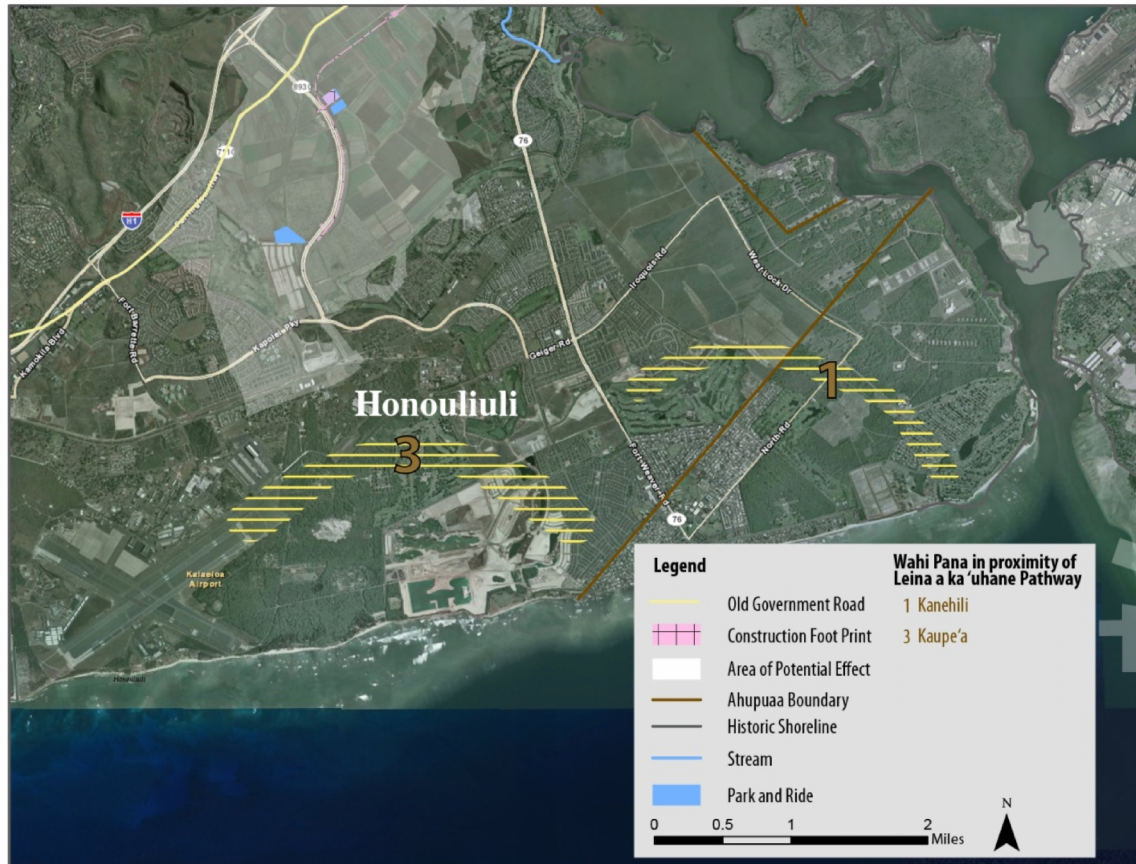 H1
76
Kamokila Blvd
Fort Barrette Rd
Kapolei Pky
Geiger Rd
Iroquois Rd
West Lock Dr
Honouliuli
1
3
North Rd
Fort Weaver Rd
76
Kalaeloa
Airport
Legend
Old Government Road
Construction Foot Print
Area of Potential Effect
Ahupuaa Boundary
Historic Shoreline
Stream
Park and Ride
Wahi Pana in proximity of
Leina a ka ‘uhane Pathway
1 Kanehili
3 Kaupe‘a
0 0.5 1 2
Miles
N